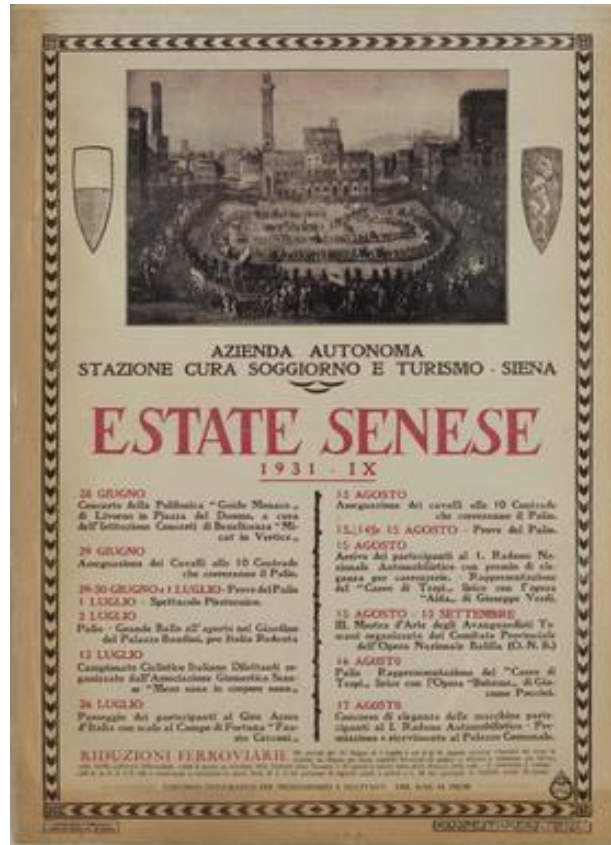 AZIENDA AUTONOMA
STAZIONE CURA SOGGIORNO E TURISMO - SIENA
ESTATE SENESE
1931 - IX
28 GIUGNO
Concerto della Polifonica "Guido Monaco„
di Livorno in Piazza del Duomo, a cura
dell'Istituzione Concerti di Beneficenza "Mi-
cat in Vertice„
29 GIUGNO
Assegnazione dei Cavalli alle 10 Contrade
che correranno il Palio.
29-30 GIUGNO e 1 LUGLIO - Prove del Palio
1 LUGLIO - Spettacolo Pirotecnico.
2 LUGLIO
Palio - Grande Ballo all'aperto nel Giardino
del Palazzo, pro Italia Redenta
12 LUGLIO
Campionato Ciclistico Italiano Dilettanti or-
ganizzato dall'Associazione Ginnastica Sene-
se "Mens sana in corpore sano„
26 LUGLIO
Passaggio dei partecipanti al Giro Aereo
d'Italia con scalo al Campo di Fortuna
13 AGOSTO
Assegnazione dei cavalli alle 10 Contrade
che correranno il Palio.
15 AGOSTO - Prove del Palio.
15 AGOSTO
Arrivo dei partecipanti al 1. Raduno Na-
zionale Automobilistico con premio di ele-
ganza per carrozzerie. - Rappresentazione
del "Carro di Tespi„ lirico con l'opera
"Aida„ di Giuseppe Verdi.
15 AGOSTO - 15 SETTEMBRE
III. Mostra d'Arte degli Avanguardisti To-
scani organizzata dal Comitato Provinciale
dell'Opera Nazionale Balilla (O. N. B.)
16 AGOSTO
Palio - Rappresentazione del "Carro di
Tespi„ lirico con l'Opera "Bohème„ di Gia-
como Puccini.
17 AGOSTO
Concorso di eleganza delle macchine parte-
cipanti al I. Raduno Automobilistico - Pre-
miazione e ricevimento al Palazzo Comunale.
RIDUZIONI FERROVIARIE